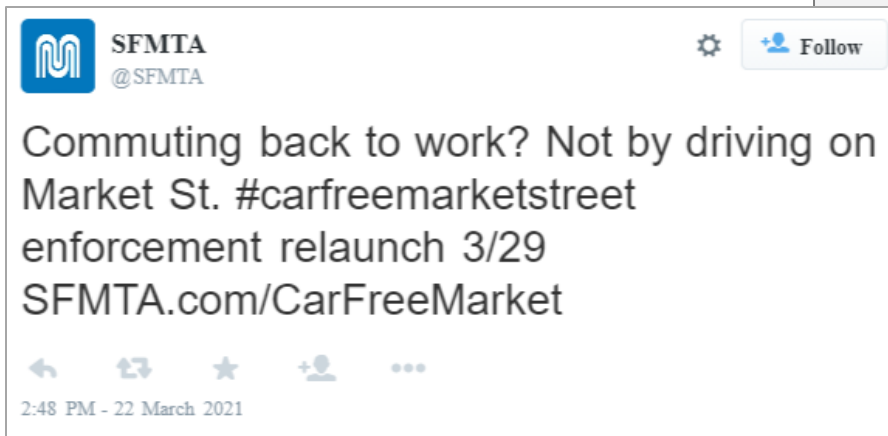 SFMTA
@SFMTA
Follow
Commuting back to work? Not by driving on
Market St. #carfreemarketstreet
enforcement relaunch 3/29
SFMTA.com/CarFreeMarket
2:48 PM - 22 March 2021